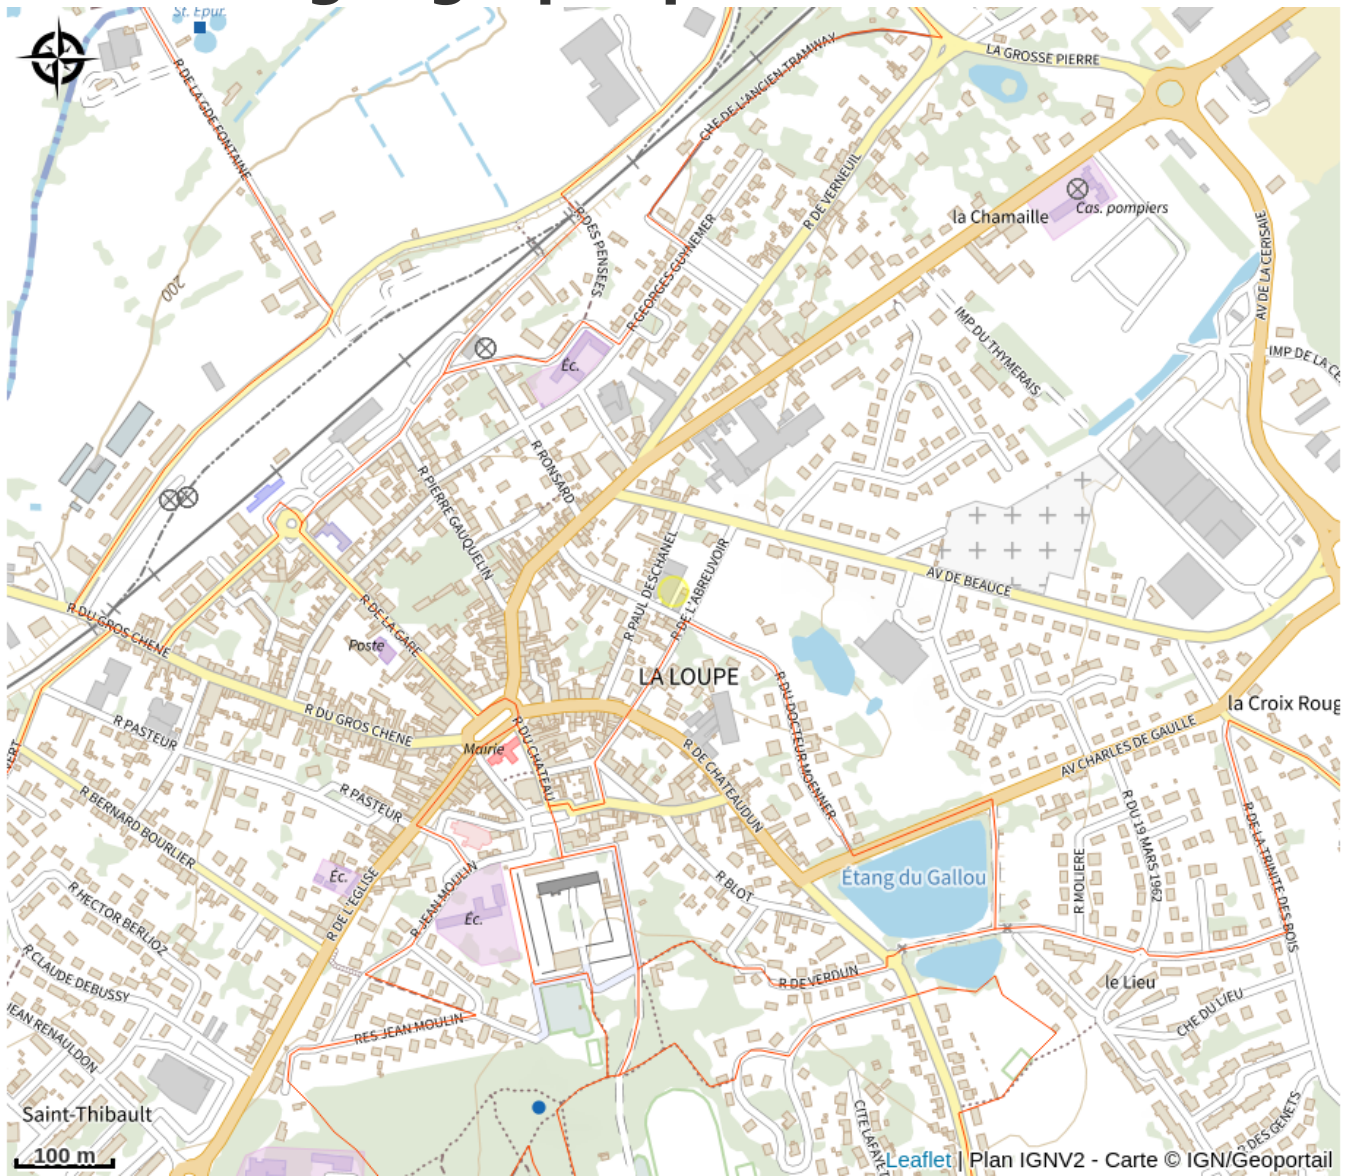 St. Epur.
R DE LA GDE FONTAINE
CHE DE L'ANCIEN TRAMWAY
LA GROSSE PIERRE
R DE VERNEUIL
la Chamaille
Cas. pompiers
R DES PENSEES
R GEORGES GUYNEMER
AV DE LA CERISAIE
200
IMP DU THYMERAIS
IMP DE LA CE
Éc.
R RONSARD
R PIERRE GAUQUELIN
R PAUL DESCHANEL
R DE L'ABREUVOIR
AV DE BEAUCE
R DU GROS CHENE
R DE LA GARE
Poste
LA LOUPE
R DU DOCTEUR MOENNER
la Croix Roug
R PASTEUR
R DU GROS CHENE
Mairie
R DU CHATEAU
R DE CHATEAUDUN
AV CHARLES DE GAULLE
ERT
R BERNARD BOURLIER
R PASTEUR
R DU 19 MARS 1962
R DE LA TRINITE DES BOIS
Éc.
R DE L'EGLISE
R JEAN MOULIN
Éc.
R BLOT
Étang du Gallou
R MOLIERE
R HECTOR BERLIOZ
R CLAUDE DEBUSSY
R DE VERDUN
le Lieu
JEAN RENAULDON
RES JEAN MOULIN
CHE DU LIEU
Saint-Thibault
CITE LAFAYET
R DES GENETS
100 m
Leaflet | Plan IGNV2 - Carte © IGN/Geoportail